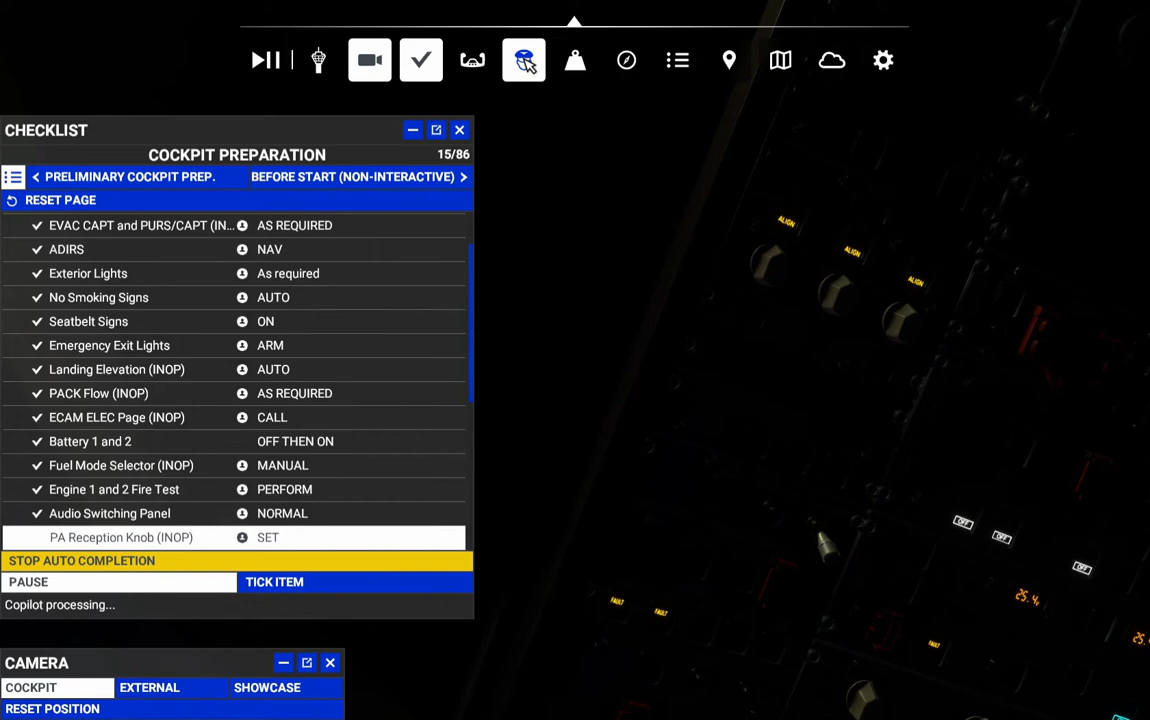 CHECKLIST
COCKPIT PREPARATION 15/86
PRELIMINARY COCKPIT PREP. BEFORE START (NON-INTERACTIVE)
RESET PAGE
EVAC CAPT and PURS/CAPT (IN... AS REQUIRED
ADIRS NAV
Exterior Lights As required
No Smoking Signs AUTO
Seatbelt Signs ON
Emergency Exit Lights ARM
Landing Elevation (INOP) AUTO
PACK Flow (INOP) AS REQUIRED
ECAM ELEC Page (INOP) CALL
Battery 1 and 2 OFF THEN ON
Fuel Mode Selector (INOP) MANUAL
Engine 1 and 2 Fire Test PERFORM
Audio Switching Panel NORMAL
PA Reception Knob (INOP) SET
STOP AUTO COMPLETION
PAUSE TICK ITEM
Copilot processing...
CAMERA
COCKPIT EXTERNAL SHOWCASE
RESET POSITION
ALIGN
ALIGN
ALIGN
OFF
OFF
OFF
25.4V
25.
FAULT
FAULT
FAULT